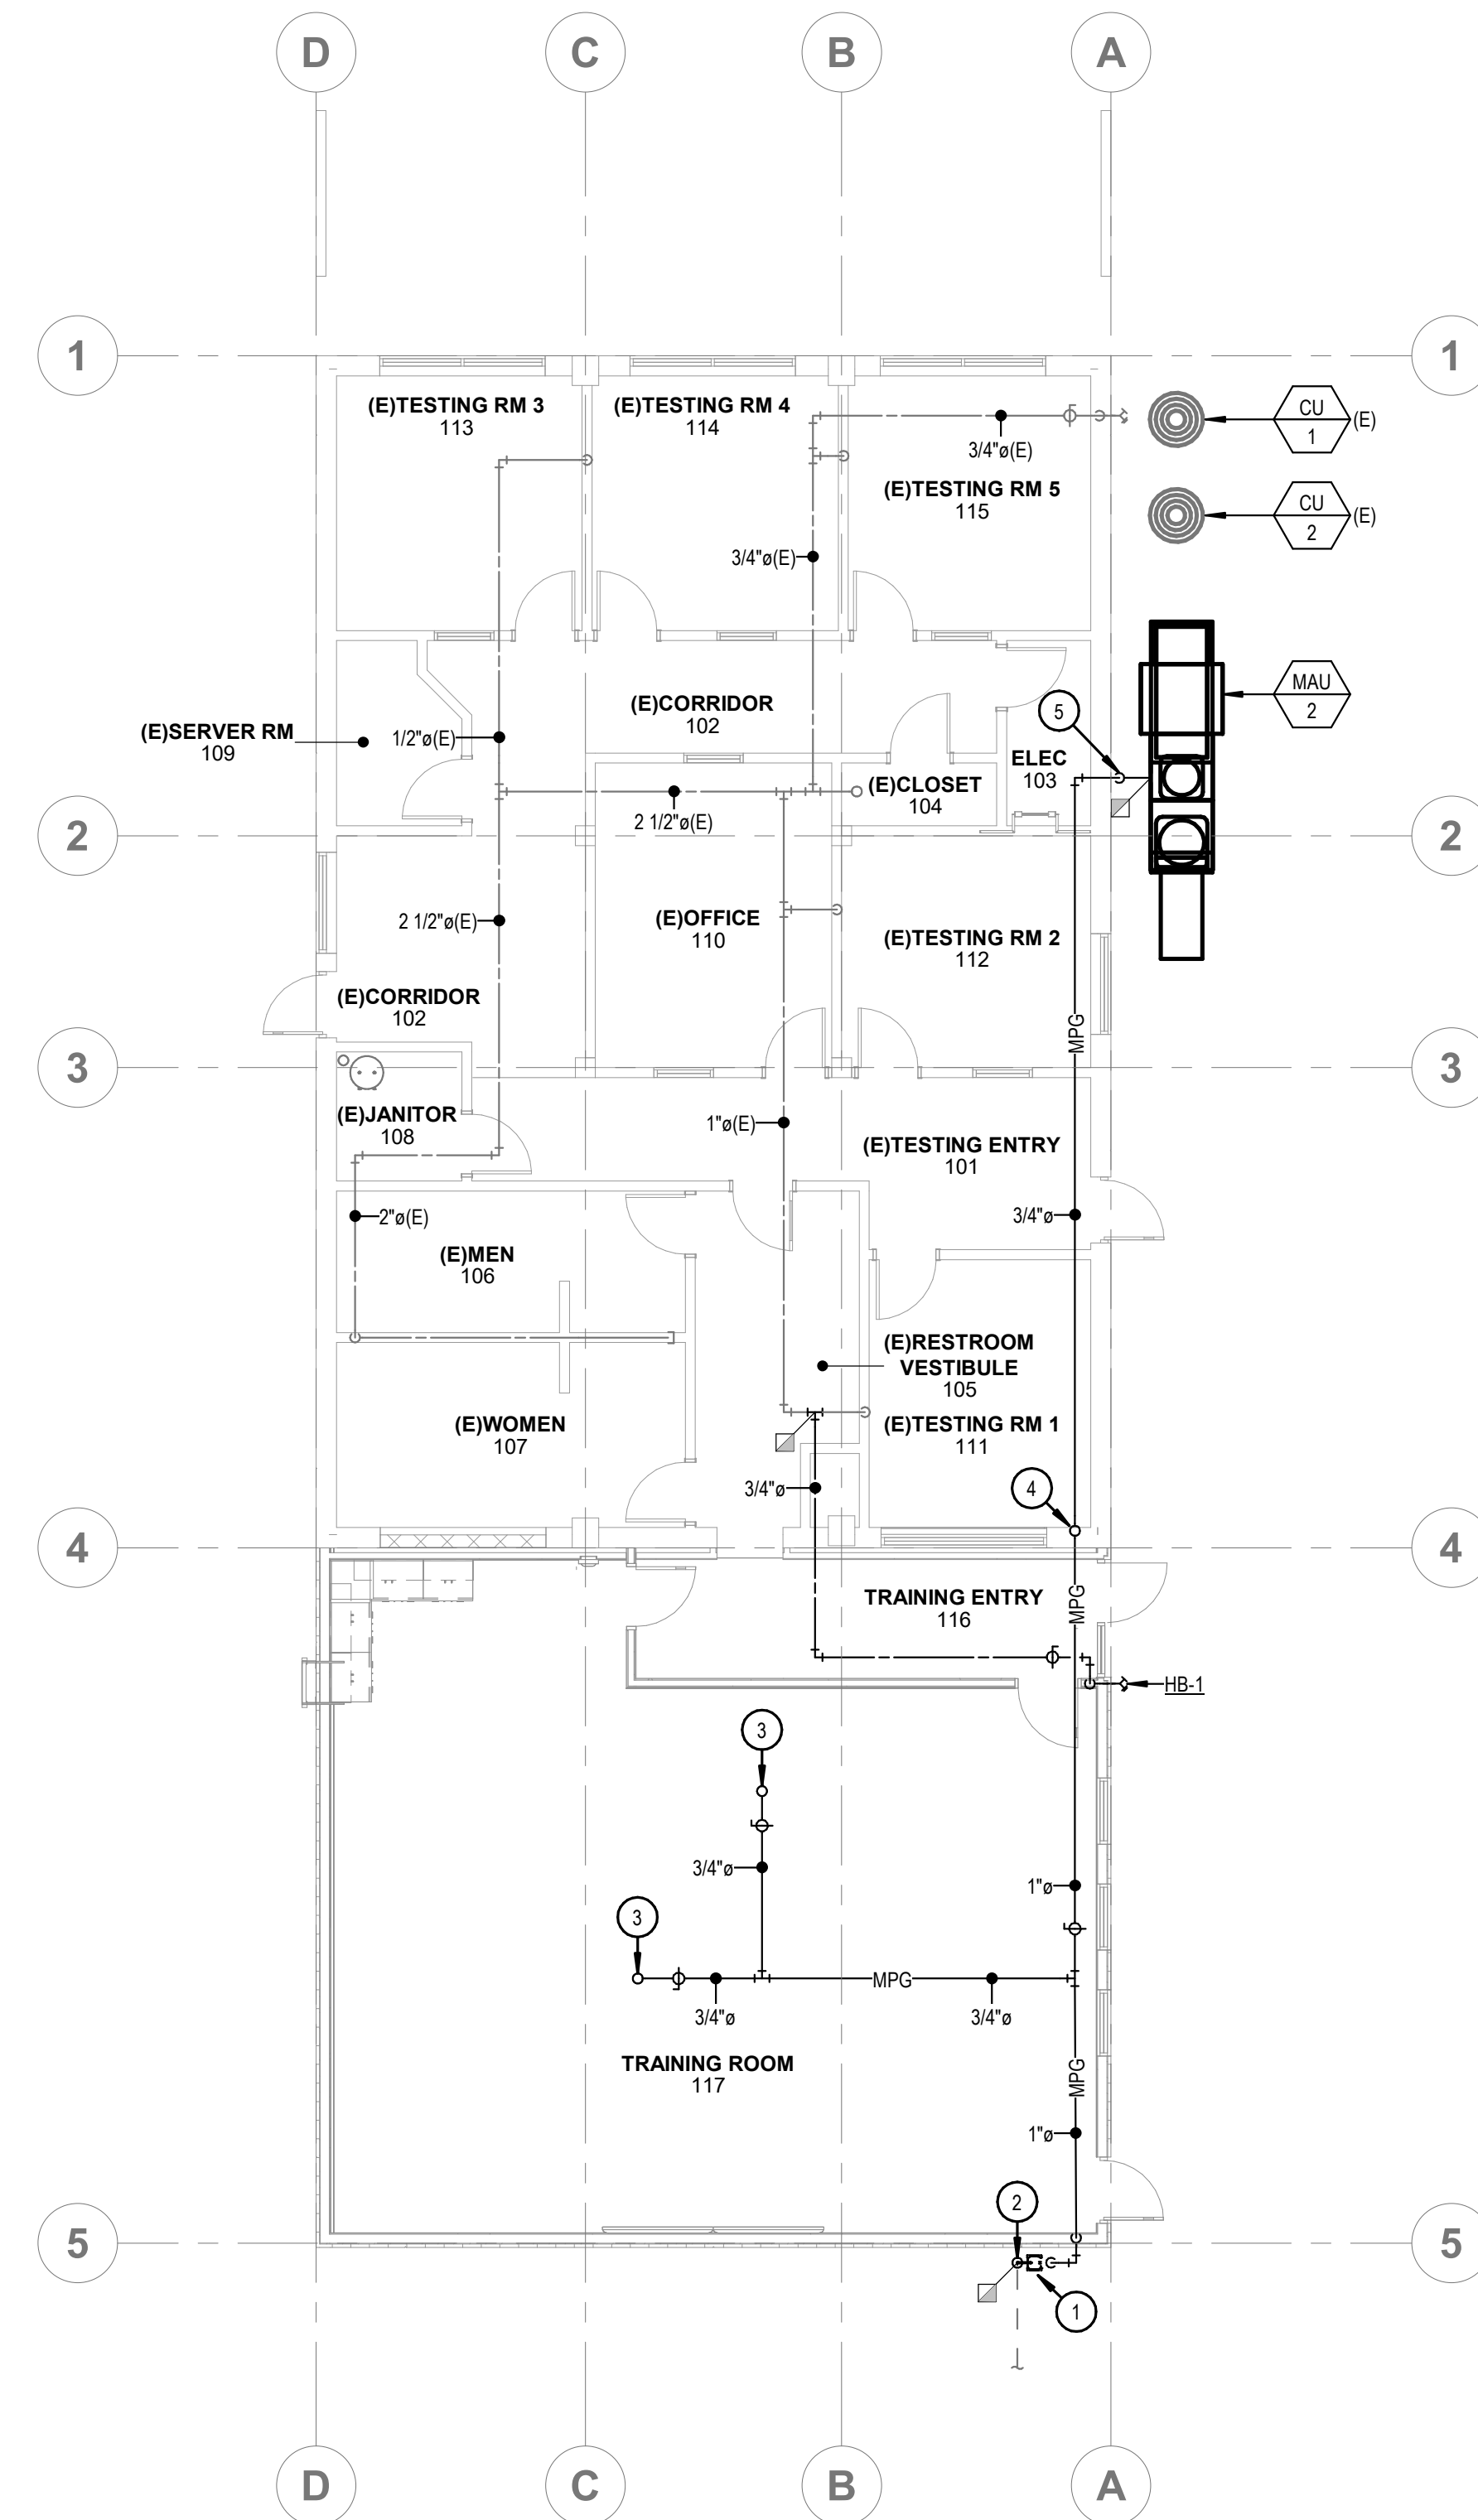 D
C
B
A
1
1
(E)TESTING RM 3
113
(E)TESTING RM 4
114
3/4"ø(E)
(E)TESTING RM 5
115
CU
1
(E)
CU
2
(E)
3/4"ø(E)
MAU
2
(E)SERVER RM
109
1/2"ø(E)
(E)CORRIDOR
102
5
ELEC
103
(E)CLOSET
104
2 1/2"ø(E)
2
2
2 1/2"ø(E)
(E)OFFICE
110
(E)TESTING RM 2
112
(E)CORRIDOR
102
MPG
3
3
(E)JANITOR
108
1"ø(E)
(E)TESTING ENTRY
101
2"ø(E)
3/4"ø
(E)MEN
106
(E)RESTROOM
VESTIBULE
105
(E)WOMEN
107
(E)TESTING RM 1
111
3/4"ø
4
4
4
TRAINING ENTRY
116
MPG
HB-1
3
3/4"ø
1"ø
3
MPG
3/4"ø
3/4"ø
TRAINING ROOM
117
MPG
1"ø
2
5
5
1
D
C
B
A